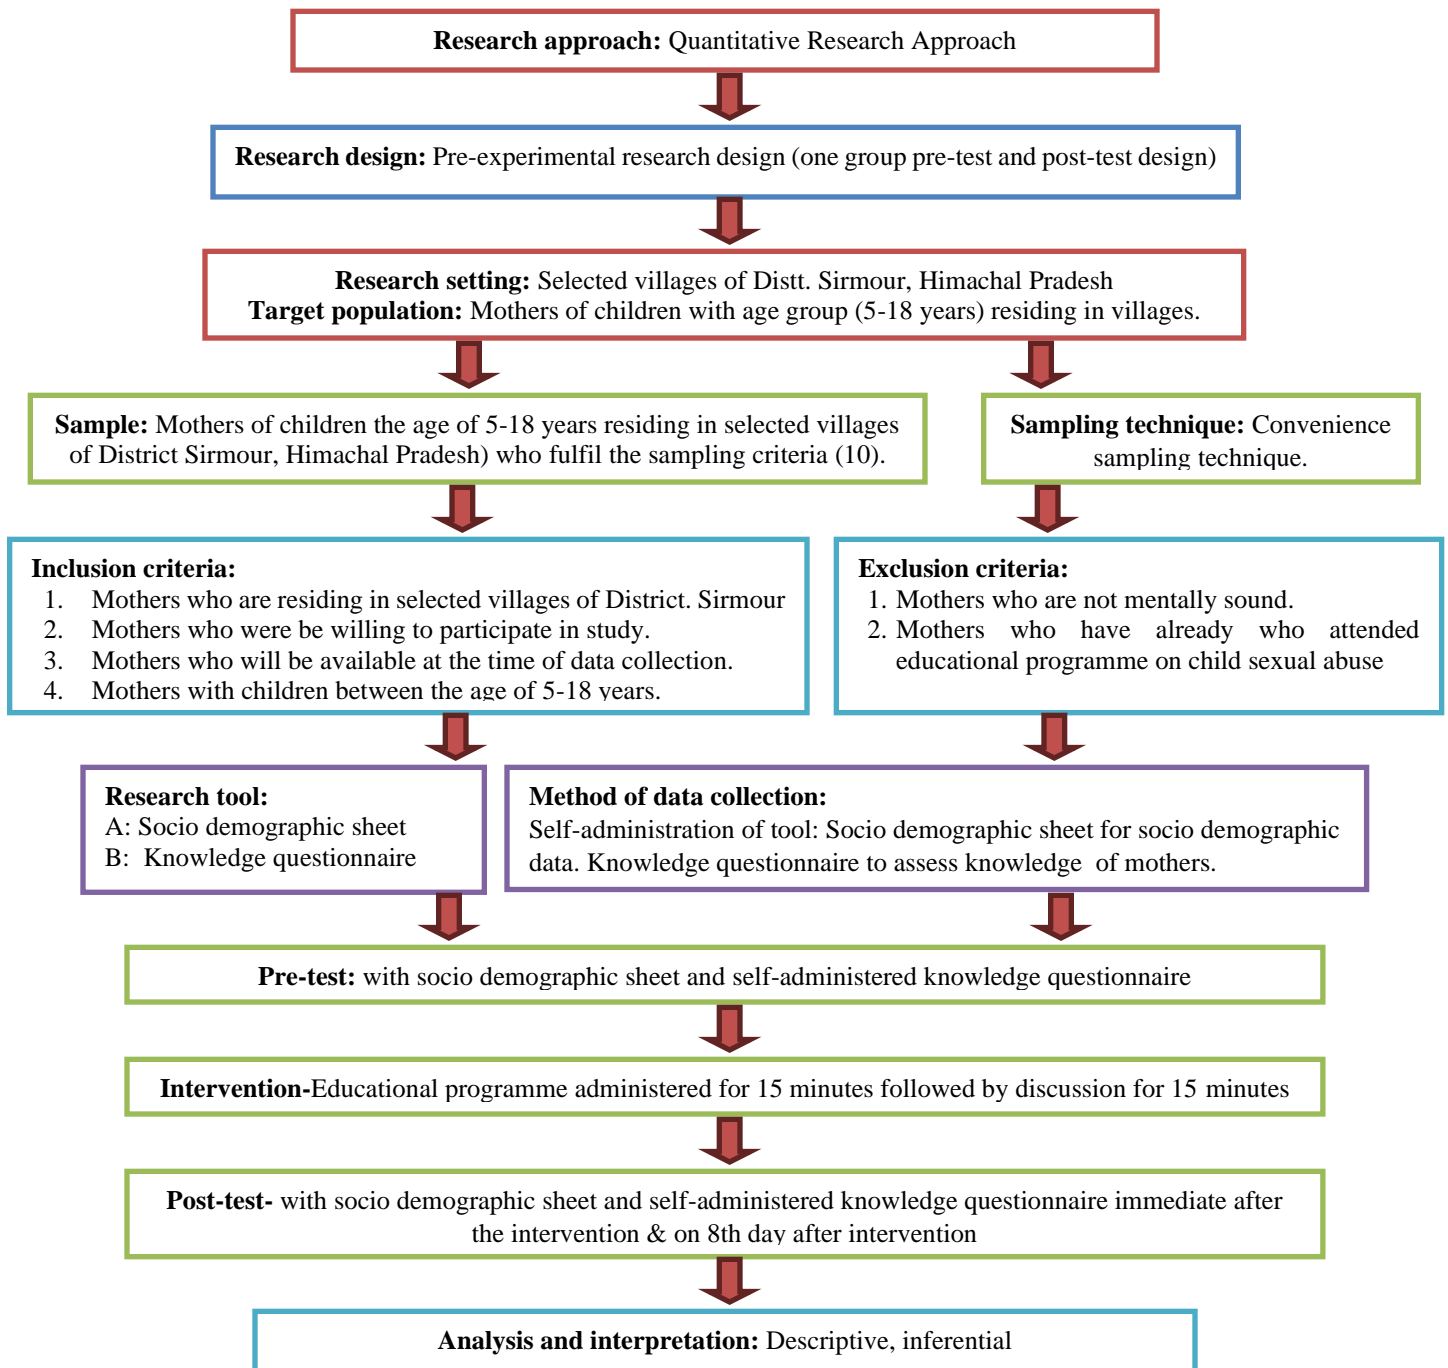 Research approach: Quantitative Research Approach
Research design: Pre-experimental research design (one group pre-test and post-test design)
Research setting: Selected villages of Distt. Sirmour, Himachal Pradesh
Target population: Mothers of children with age group (5-18 years) residing in villages.
Sample: Mothers of children the age of 5-18 years residing in selected villages
of District Sirmour, Himachal Pradesh) who fulfil the sampling criteria (10).
Sampling technique: Convenience
sampling technique.
Inclusion criteria:
1. Mothers who are residing in selected villages of District. Sirmour
2. Mothers who were be willing to participate in study.
3. Mothers who will be available at the time of data collection.
4. Mothers with children between the age of 5-18 years.
Exclusion criteria:
1. Mothers who are not mentally sound.
2. Mothers who have already who attended
educational programme on child sexual abuse
Research tool:
A: Socio demographic sheet
B: Knowledge questionnaire
Method of data collection:
Self-administration of tool: Socio demographic sheet for socio demographic
data. Knowledge questionnaire to assess knowledge of mothers.
Pre-test: with socio demographic sheet and self-administered knowledge questionnaire
Intervention-Educational programme administered for 15 minutes followed by discussion for 15 minutes
Post-test- with socio demographic sheet and self-administered knowledge questionnaire immediate after
the intervention & on 8th day after intervention
Analysis and interpretation: Descriptive, inferential